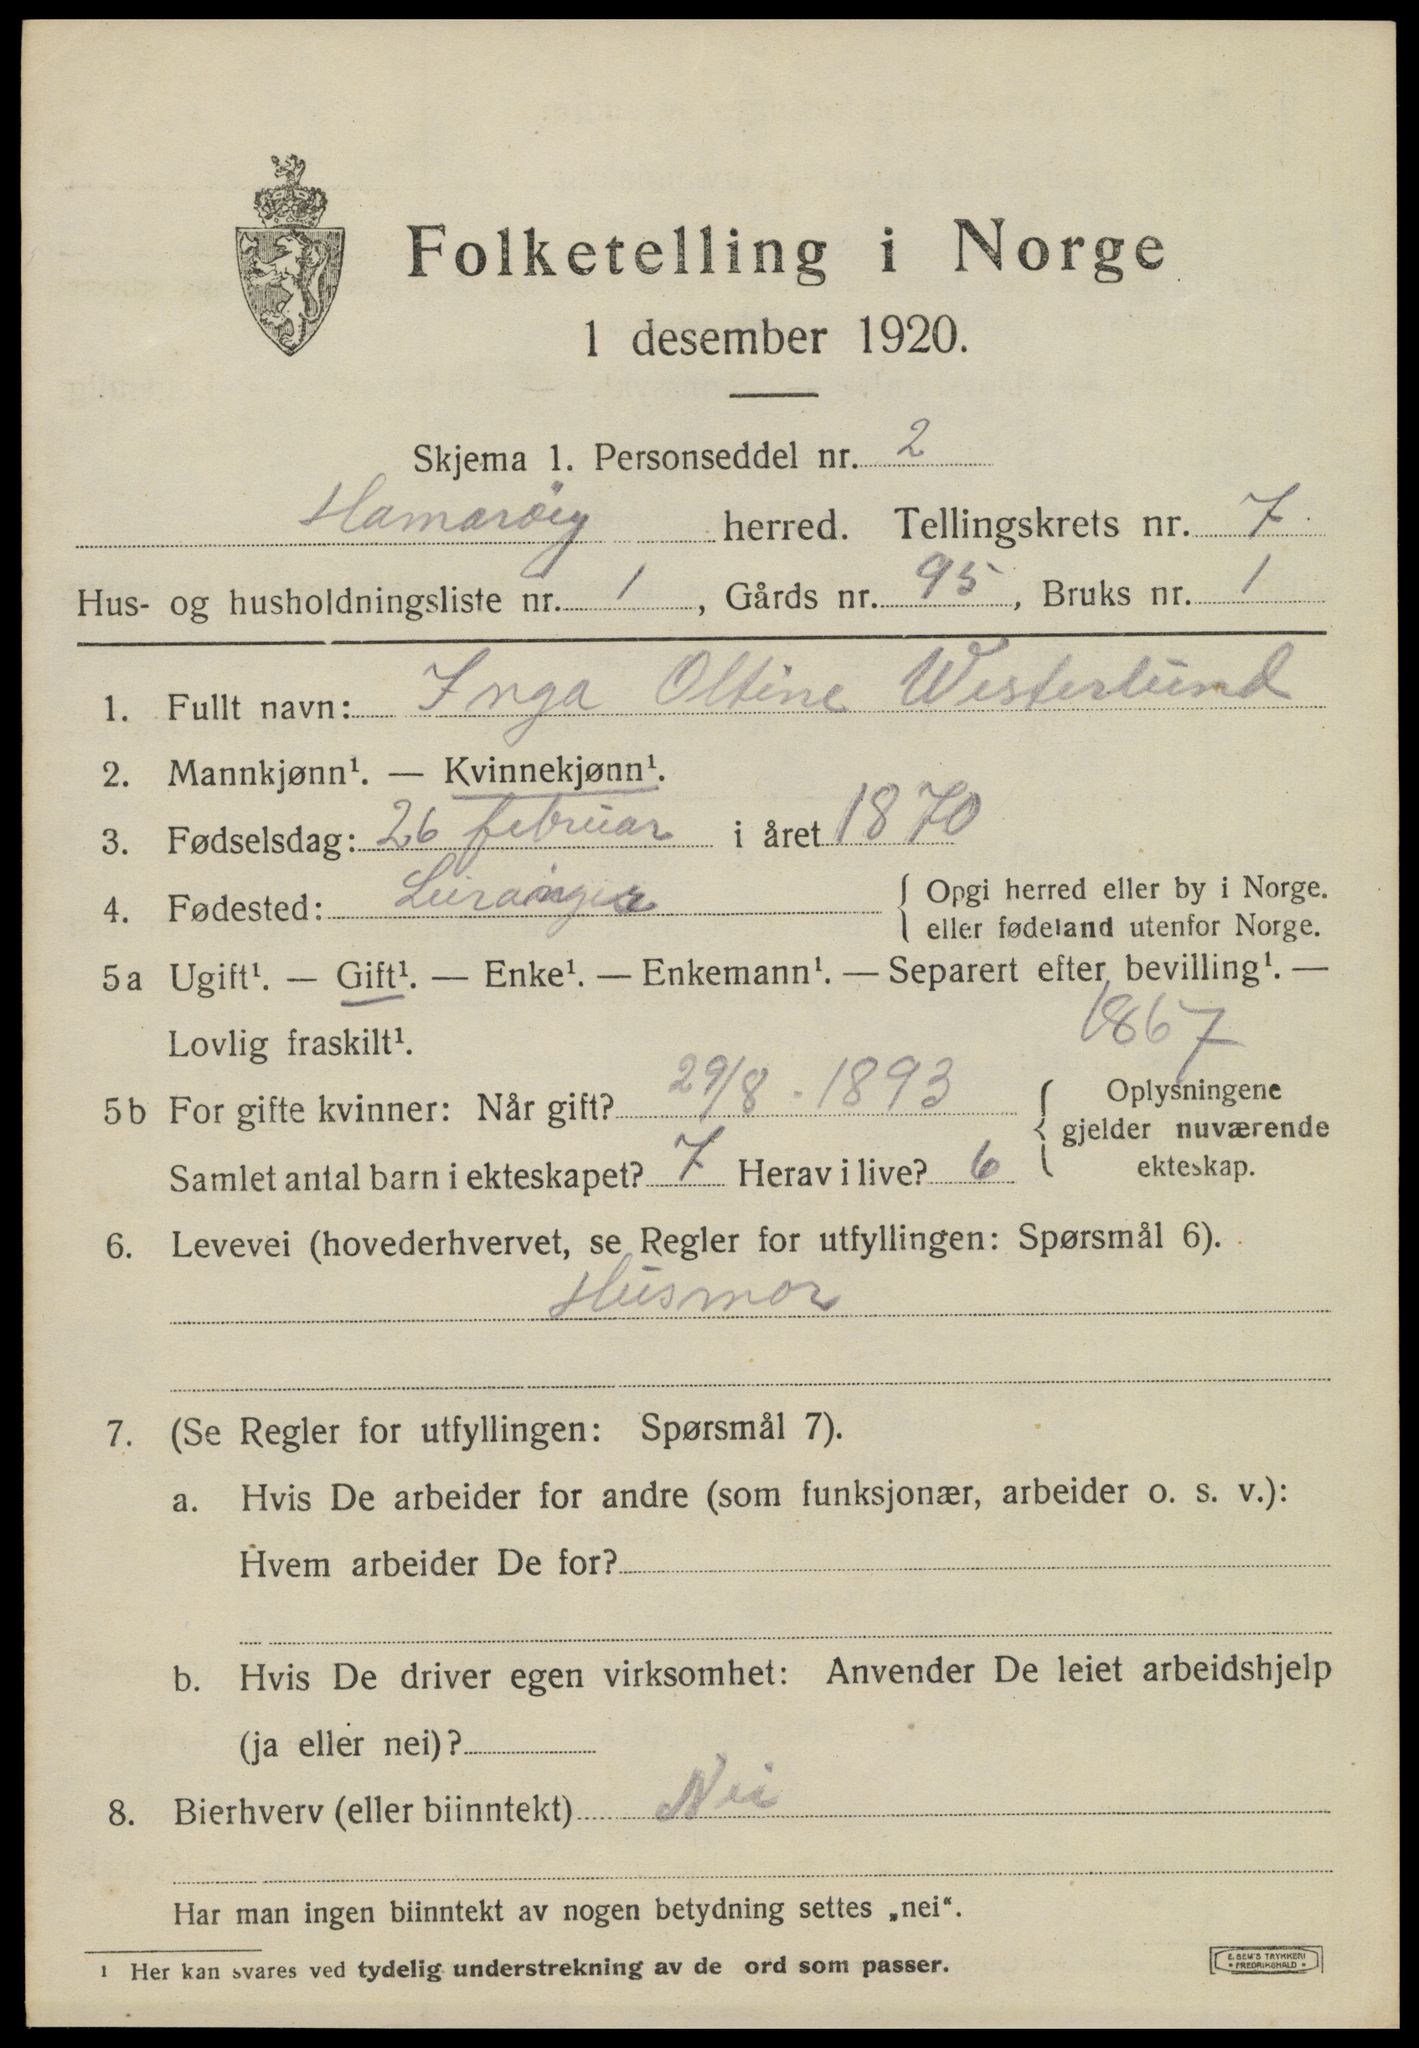 Folketelling i Norge
1 desember 1920.
Skjema 1. Personseddel nr. 2
Hamarøy herred. Tellingskrets nr. 7
Hus- og husholdningsliste nr. 1, Gårds nr. 95, Bruks nr. 1
1. Fullt navn: Inga Oltine Westerlund
2. Mannkjønn¹. — Kvinnekjønn¹.
3. Fødselsdag: 26 februar i året 1870
4. Fødested: Leiranger { Opgi herred eller by i Norge.
eller fødeland utenfor Norge.
5a Ugift¹. — Gift¹. — Enke¹. — Enkemann¹. — Separert efter bevilling¹. —
Lovlig fraskilt¹. 1867
5b For gifte kvinner: Når gift? 29/8 - 1893 { Oplysningene
gjelder nuværende
Samlet antal barn i ekteskapet? 7 Herav i live? 6 ekteskap.
6. Levevei (hovederhvervet, se Regler for utfyllingen: Spørsmål 6).
Husmor
7. (Se Regler for utfyllingen: Spørsmål 7).
a. Hvis De arbeider for andre (som funksjonær, arbeider o. s. v.):
Hvem arbeider De for?
b. Hvis De driver egen virksomhet: Anvender De leiet arbeidshjelp
(ja eller nei)?
8. Bierhverv (eller biinntekt) Nei
Har man ingen biinntekt av nogen betydning settes „nei“.
¹ Her kan svares ved tydelig understrekning av de ord som passer.
E. SEM'S TRYKKERI
• FREDRIKSHALD •